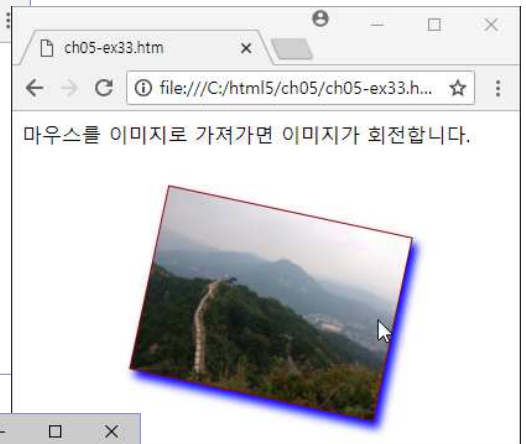 ch05-ex33.htm
file:///C:/html5/ch05/ch05-ex33.h...
마우스를 이미지로 가져가면 이미지가 회전합니다.